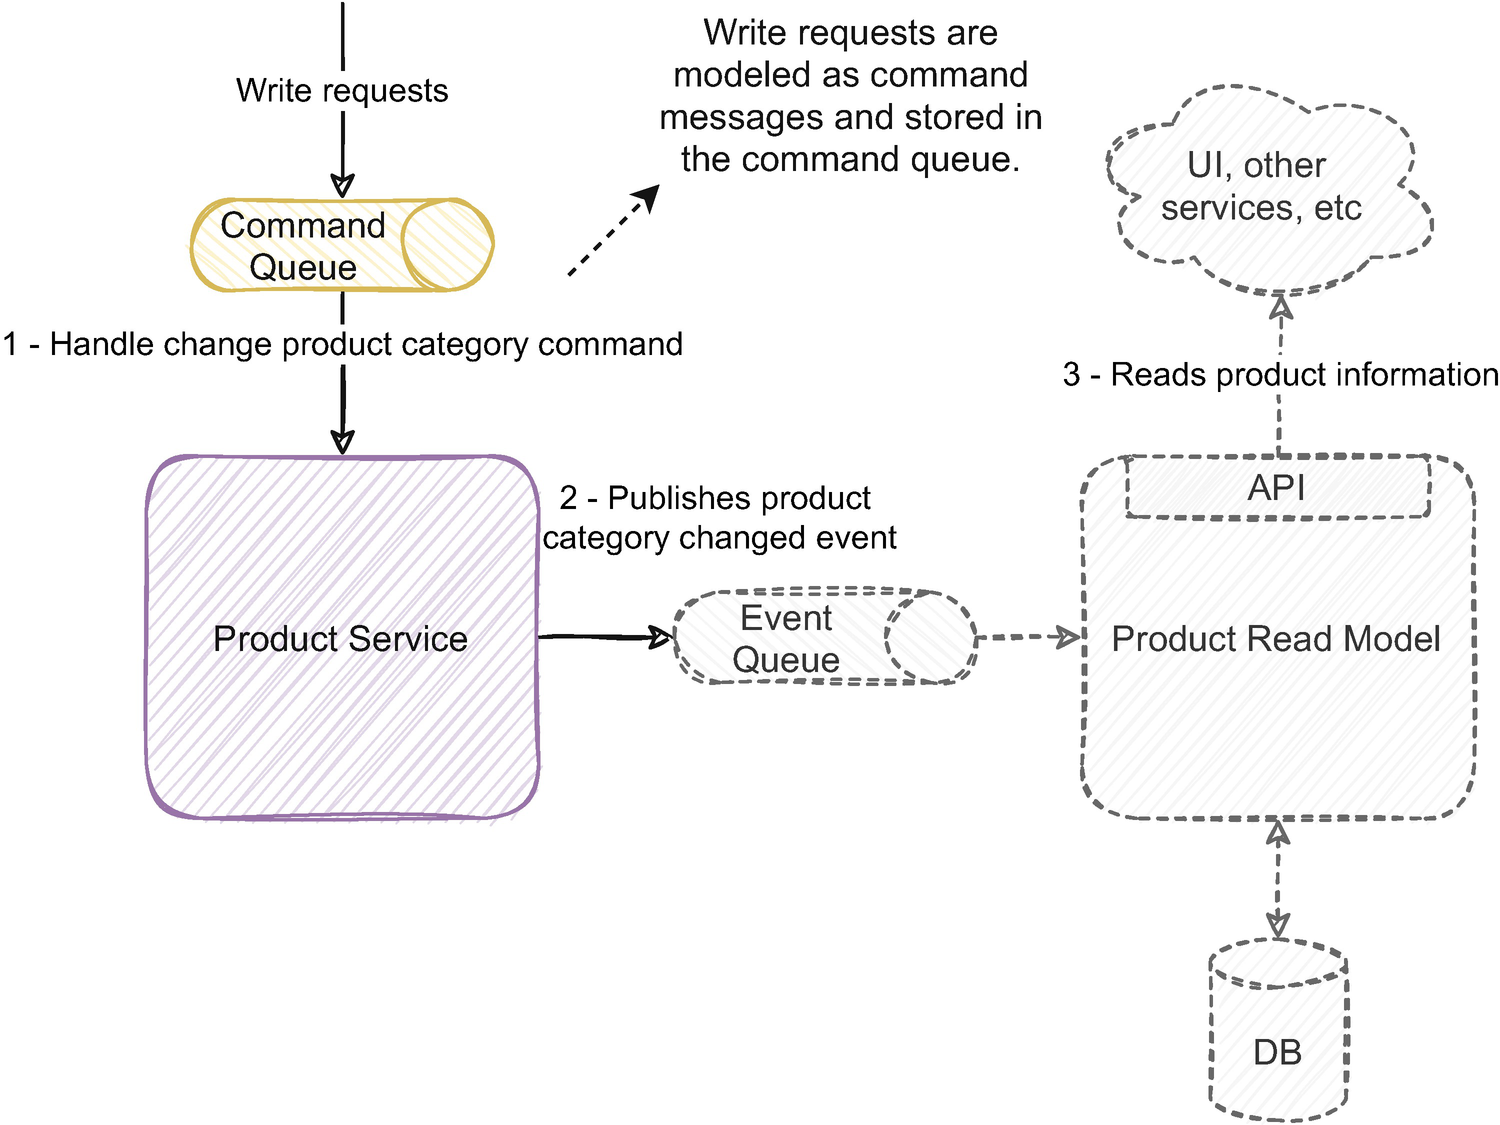 Write requests are
modeled as command
messages and stored in
the command queue.
Write requests
UI, other
services, etc
Command
Queue
1 - Handle change product category command
3 - Reads product information
API
2 - Publishes product
category changed event
Product Service
Event
Queue
Product Read Model
DB